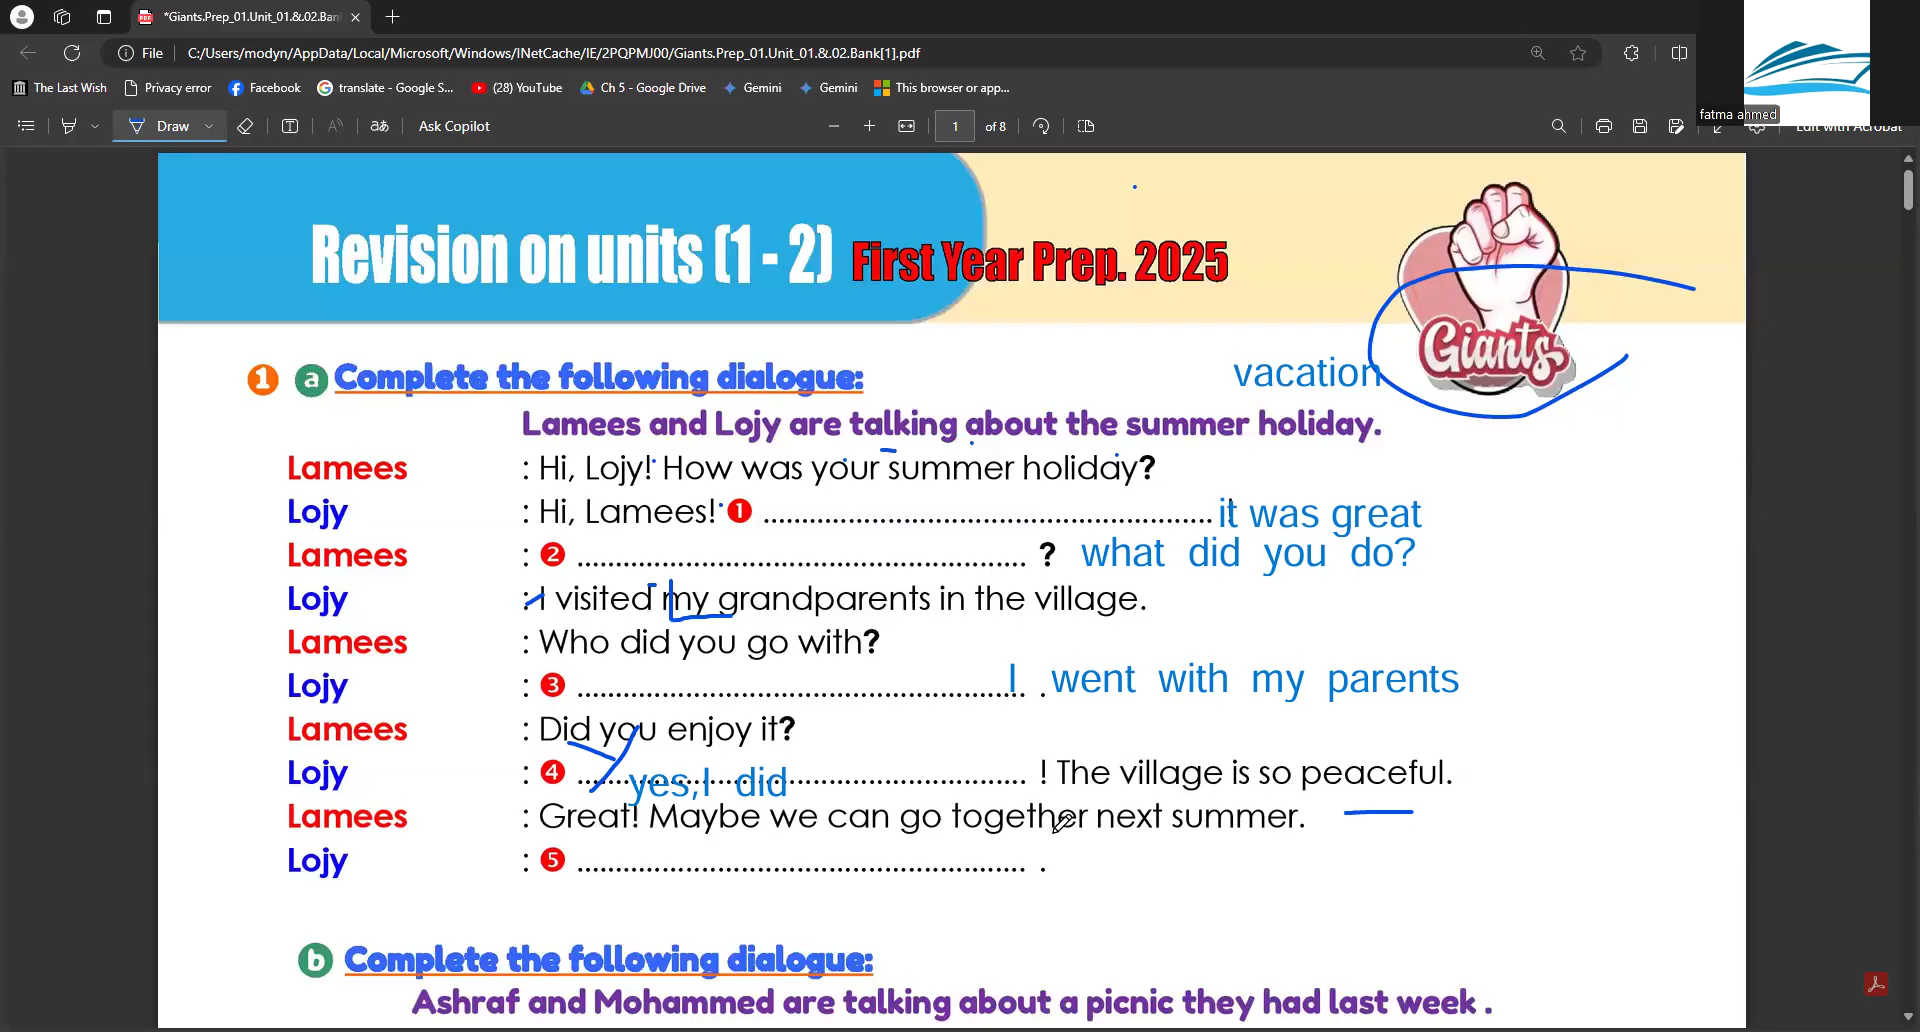 *Giants.Prep_01.Unit_01.&.02.Ban
File C:/Users/modyn/AppData/Local/Microsoft/Windows/INetCache/IE/2PQPMJ00/Giants.Prep_01.Unit_01.&.02.Bank[1].pdf
The Last Wish Privacy error Facebook translate - Google S... (28) YouTube Ch 5 - Google Drive Gemini Gemini This browser or app...
fatma ahmed
Draw aあ Ask Copilot 1 of 8 Edit with Acrobat
Revision on units (1 - 2) First Year Prep. 2025
Giants
1 a Complete the following dialogue: vacation
Lamees and Lojy are talking about the summer holiday.
Lamees : Hi, Lojy! How was your summer holiday?
Lojy : Hi, Lamees! 1 .......................................................... it was great
Lamees : 2 .......................................................... ? what did you do?
Lojy : I visited my grandparents in the village.
Lamees : Who did you go with?
Lojy : 3 .......................................................... . I went with my parents
Lamees : Did you enjoy it?
Lojy : 4 .......................................................... ! The village is so peaceful.
yes,I did
Lamees : Great! Maybe we can go together next summer.
Lojy : 5 .......................................................... .
b Complete the following dialogue:
Ashraf and Mohammed are talking about a picnic they had last week .